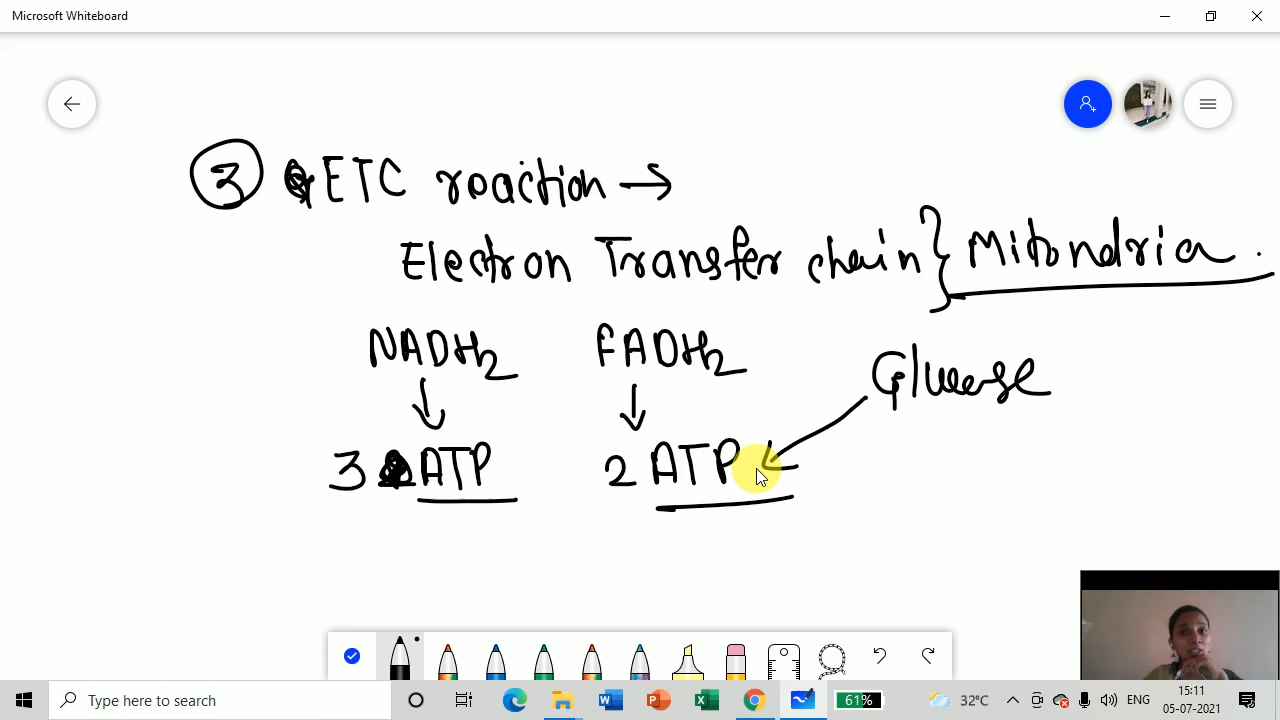 Microsoft Whiteboard
3 ETC reaction →
Electron Transfer chain } Mitondria.
NADH2 FADH2
Glucose
3 ATP 2 ATP
61%
Type here to search
32°C
ENG
15:11
05-07-2021